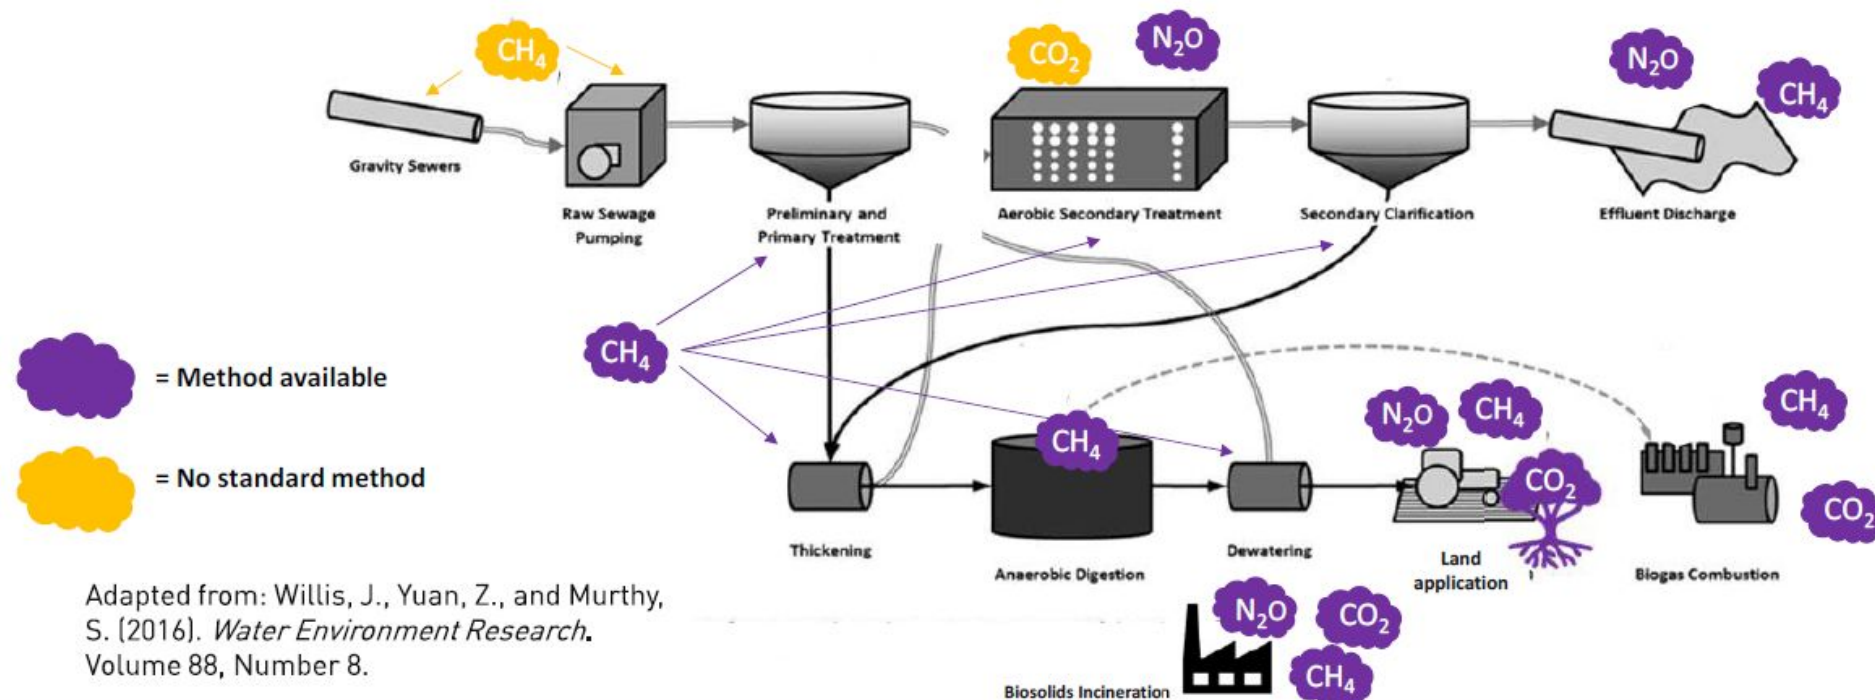 CH4
CO2
N2O
N2O
CH4
Gravity Sewers
Raw Sewage
Pumping
Preliminary and
Primary Treatment
Aerobic Secondary Treatment
Secondary Clarification
Effluent Discharge
CH4
= Method available
= No standard method
CH4
N2O
CH4
CO2
CH4
CO2
Thickening
Anaerobic Digestion
Dewatering
Land
application
Biogas Combustion
Adapted from: Willis, J., Yuan, Z., and Murthy,
S. (2016). Water Environment Research.
Volume 88, Number 8.
N2O
CO2
CH4
Biosolids Incineration